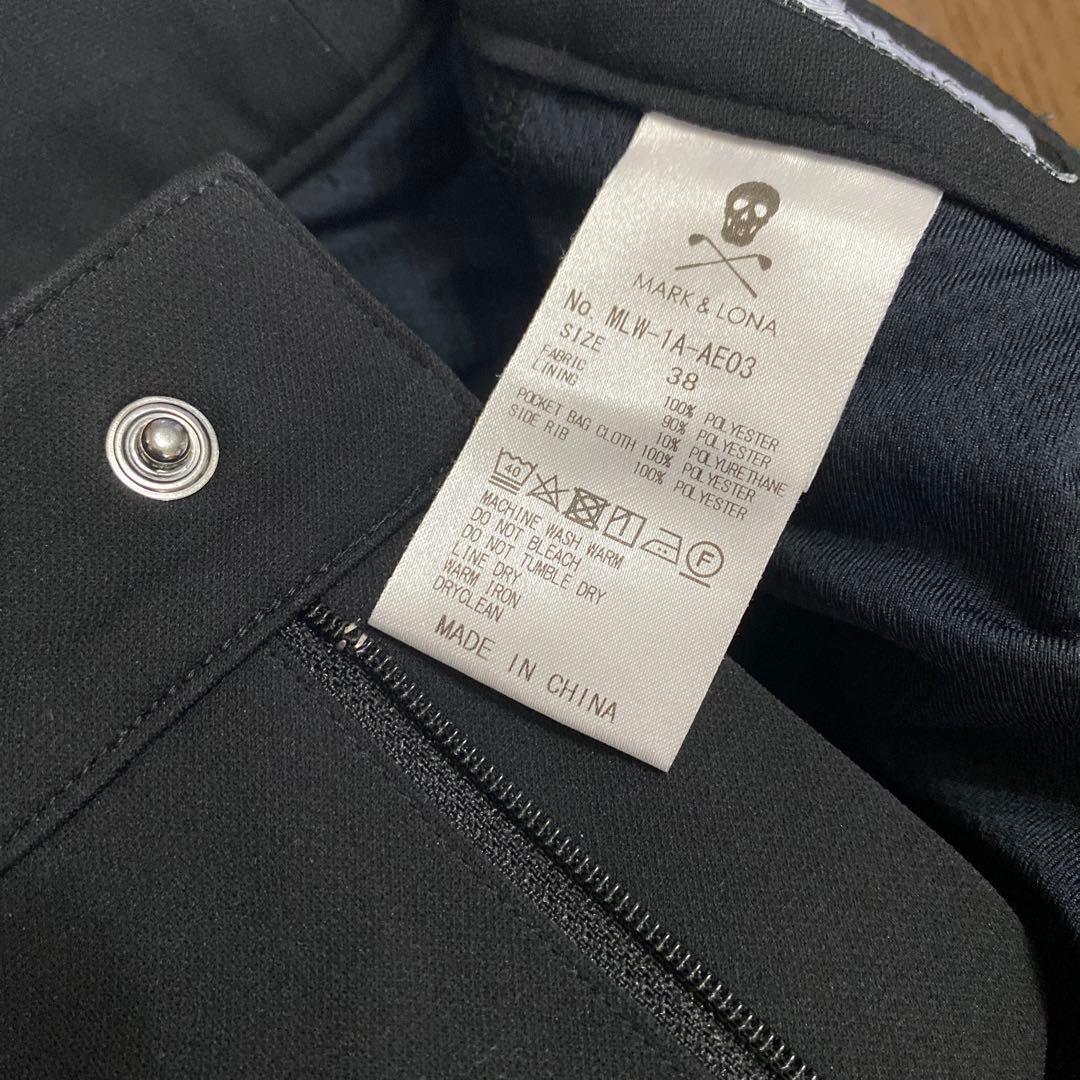 MARK & LONA
No. MLW-1A-AE03
SIZE 38
FABRIC 100% POLYESTER
LINING 90% POLYESTER
10% POLYURETHANE
POCKET BAG CLOTH 100% POLYESTER
SIDE RIB 100% POLYESTER
40
F
MACHINE WASH WARM
DO NOT BLEACH
DO NOT TUMBLE DRY
LINE DRY
WARM IRON
DRYCLEAN
MADE IN CHINA